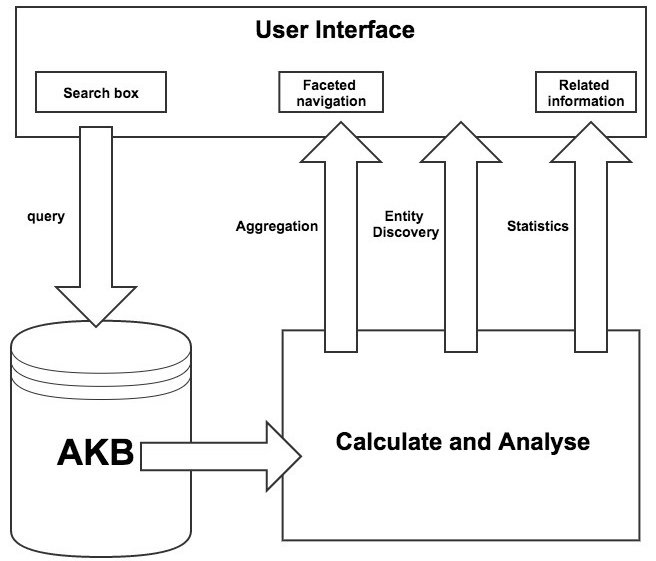 User Interface
Search box
Faceted
navigation
Related
information
query
Aggregation
Entity
Discovery
Statistics
AKB
Calculate and Analyse